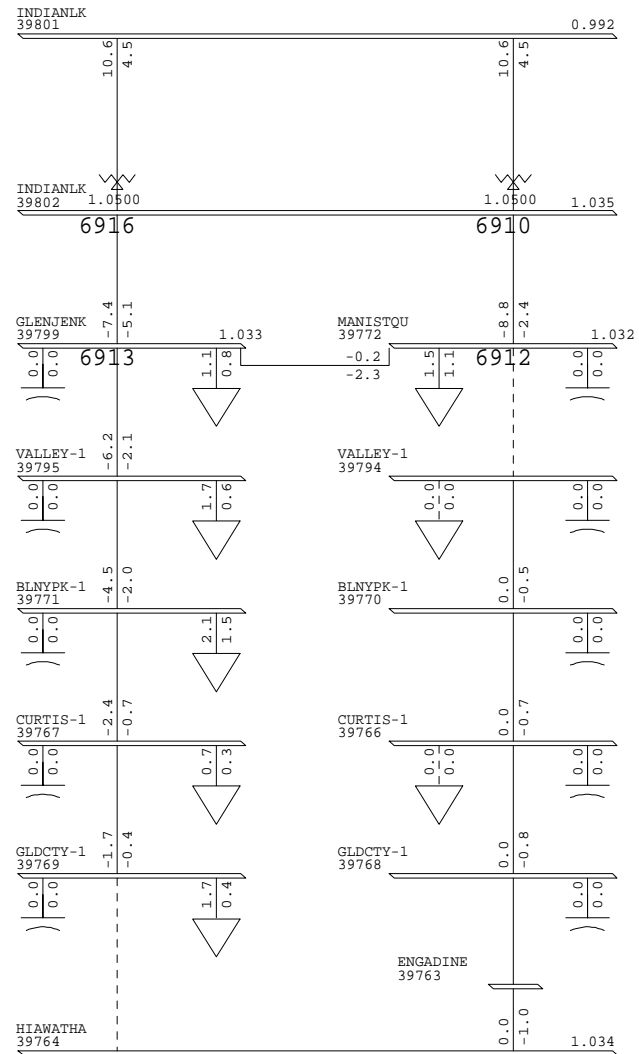 INDIANLK
39801 0.992
10.6 4.5 10.6 4.5
INDIANLK
39802 1.0500 1.0500 1.035
6916 6910
-7.4 -5.1 -8.8 -2.4
GLENJENK MANISTQU
39799 1.033 39772 1.032
6913 6912
0.0 0.0 1.1 0.8 -0.2 -2.3 1.5 1.1 0.0 0.0
-6.2 -2.1
VALLEY-1 VALLEY-1
39795 39794
0.0 0.0 1.7 0.6 0.0 0.0 0.0 0.0
-4.5 -2.0 0.0 -0.5
BLNYPK-1 BLNYPK-1
39771 39770
0.0 0.0 2.1 1.5 0.0 0.0
-2.4 -0.7 0.0 -0.7
CURTIS-1 CURTIS-1
39767 39766
0.0 0.0 0.7 0.3 0.0 0.0 0.0 0.0
-1.7 -0.4 0.0 -0.8
GLDCTY-1 GLDCTY-1
39769 39768
0.0 0.0 1.7 0.4 0.0 0.0
ENGADINE
39763
0.0 -1.0
HIAWATHA
39764 1.034